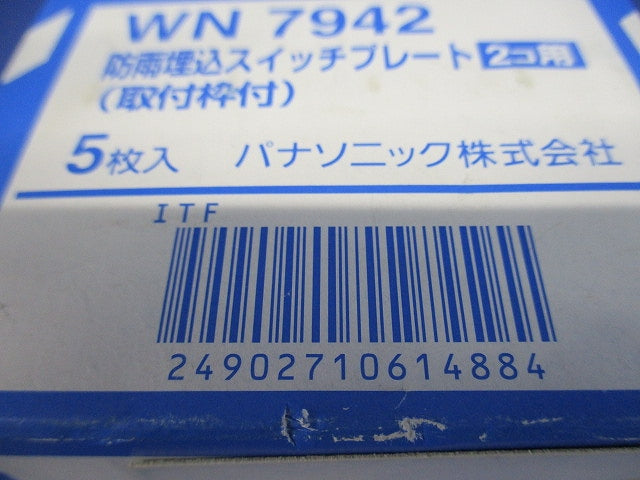 WN 7942
防雨埋込スイッチプレート 2コ用
(取付枠付)
5枚入 パナソニック株式会社
ITF
24902710614884